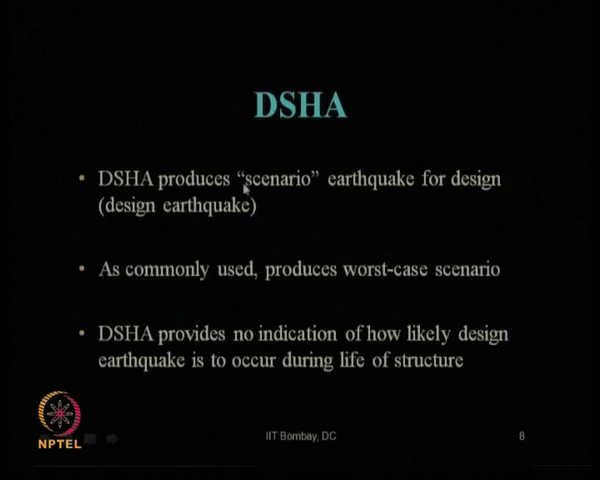 DSHA
• DSHA produces “scenario” earthquake for design
(design earthquake)
• As commonly used, produces worst-case scenario
• DSHA provides no indication of how likely design
earthquake is to occur during life of structure
NPTEL
IIT Bombay, DC
8